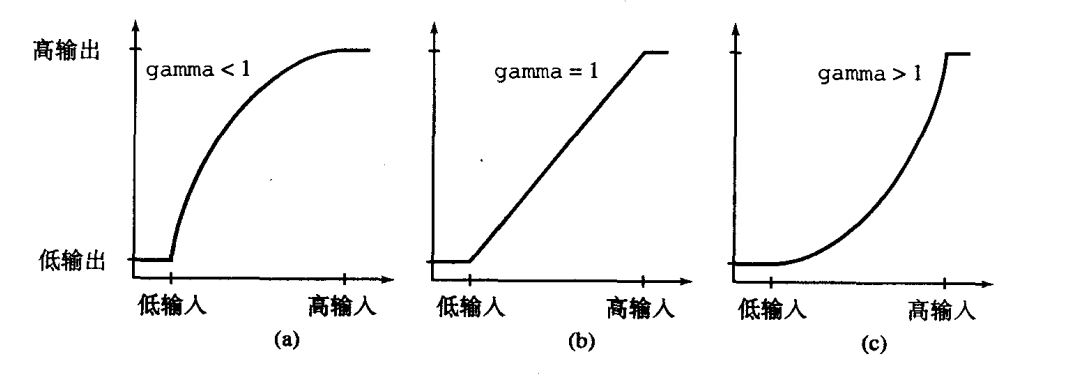 高输出
gamma < 1
gamma = 1
gamma > 1
低输出
低输入 高输入 低输入 高输入 低输入 高输入
(a) (b) (c)